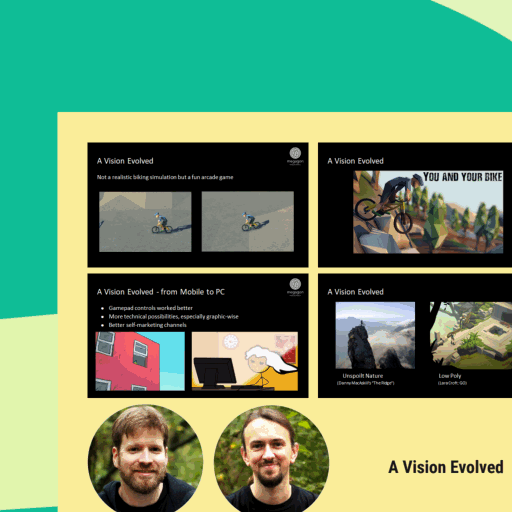 A Vision Evolved
megagon
Not a realistic biking simulation but a fun arcade game
A Vision Evolved
YOU AND YOUR BIKE
A Vision Evolved - from Mobile to PC
megagon
Gamepad controls worked better
More technical possibilities, especially graphic-wise
Better self-marketing channels
A Vision Evolved
Unspoilt Nature
(Danny MacAskill's "The Ridge")
Low Poly
(Lara Croft: GO)
A Vision Evolved